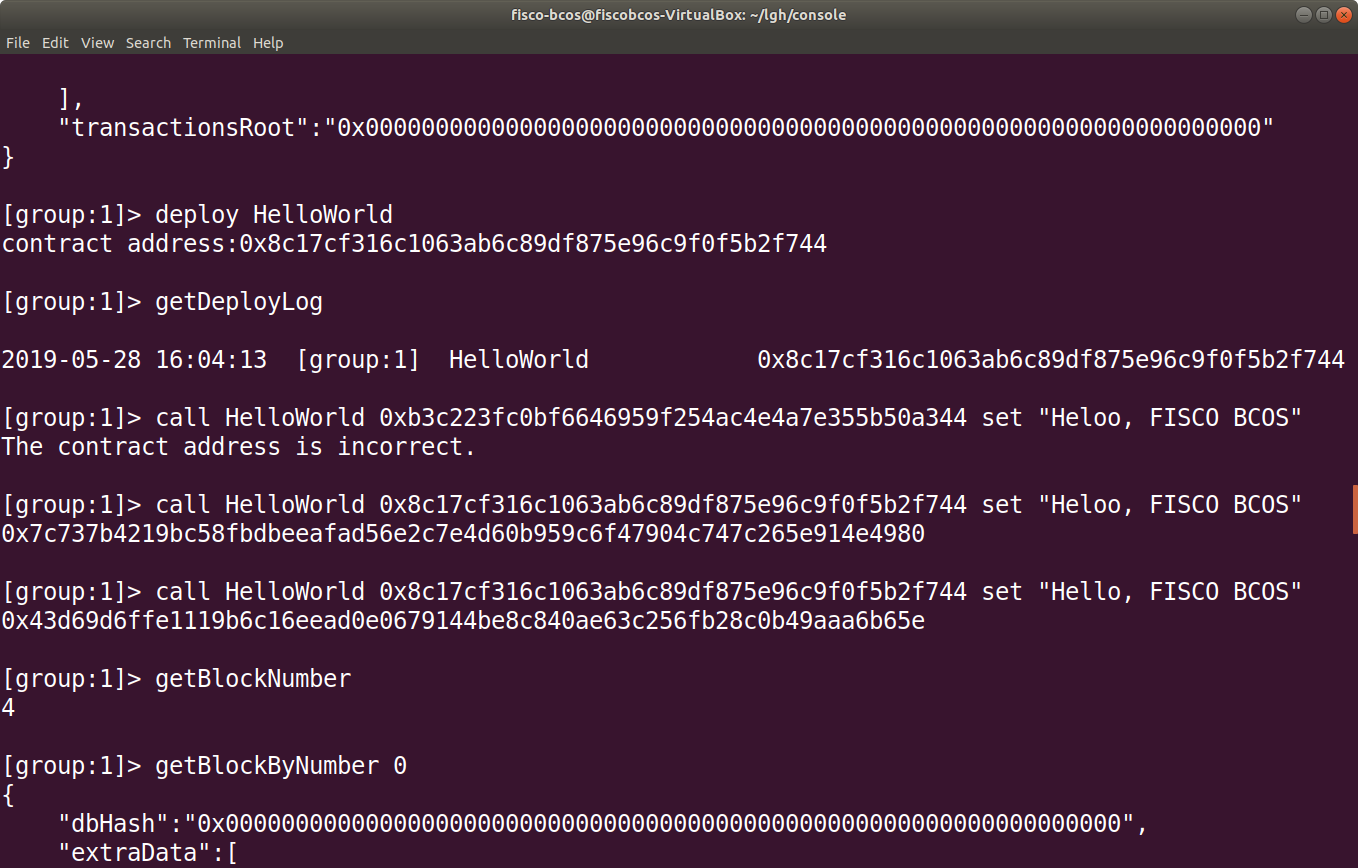 fisco-bcos@fiscobcos-VirtualBox: ~/lgh/console
File Edit View Search Terminal Help
],
"transactionsRoot":"0x0000000000000000000000000000000000000000000000000000000000000000"
}
[group:1]> deploy HelloWorld
contract address:0x8c17cf316c1063ab6c89df875e96c9f0f5b2f744
[group:1]> getDeployLog
2019-05-28 16:04:13 [group:1] HelloWorld 0x8c17cf316c1063ab6c89df875e96c9f0f5b2f744
[group:1]> call HelloWorld 0xb3c223fc0bf6646959f254ac4e4a7e355b50a344 set "Heloo, FISCO BCOS"
The contract address is incorrect.
[group:1]> call HelloWorld 0x8c17cf316c1063ab6c89df875e96c9f0f5b2f744 set "Heloo, FISCO BCOS"
0x7c737b4219bc58fbdbeeafad56e2c7e4d60b959c6f47904c747c265e914e4980
[group:1]> call HelloWorld 0x8c17cf316c1063ab6c89df875e96c9f0f5b2f744 set "Hello, FISCO BCOS"
0x43d69d6ffe1119b6c16eead0e0679144be8c840ae63c256fb28c0b49aaa6b65e
[group:1]> getBlockNumber
4
[group:1]> getBlockByNumber 0
{
"dbHash":"0x0000000000000000000000000000000000000000000000000000000000000000",
"extraData":[